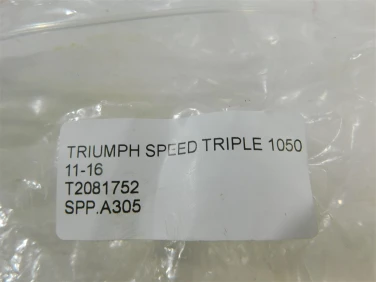 TRIUMPH SPEED TRIPLE 1050
11-16
T2081752
SPP.A305